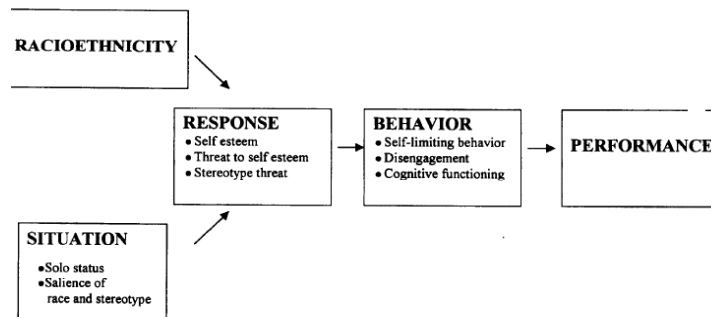 RACIOETHNICITY
RESPONSE
• Self esteem
• Threat to self esteem
• Stereotype threat
BEHAVIOR
• Self-limiting behavior
• Disengagement
• Cognitive functioning
PERFORMANCE
SITUATION
• Solo status
• Salience of
race and stereotype